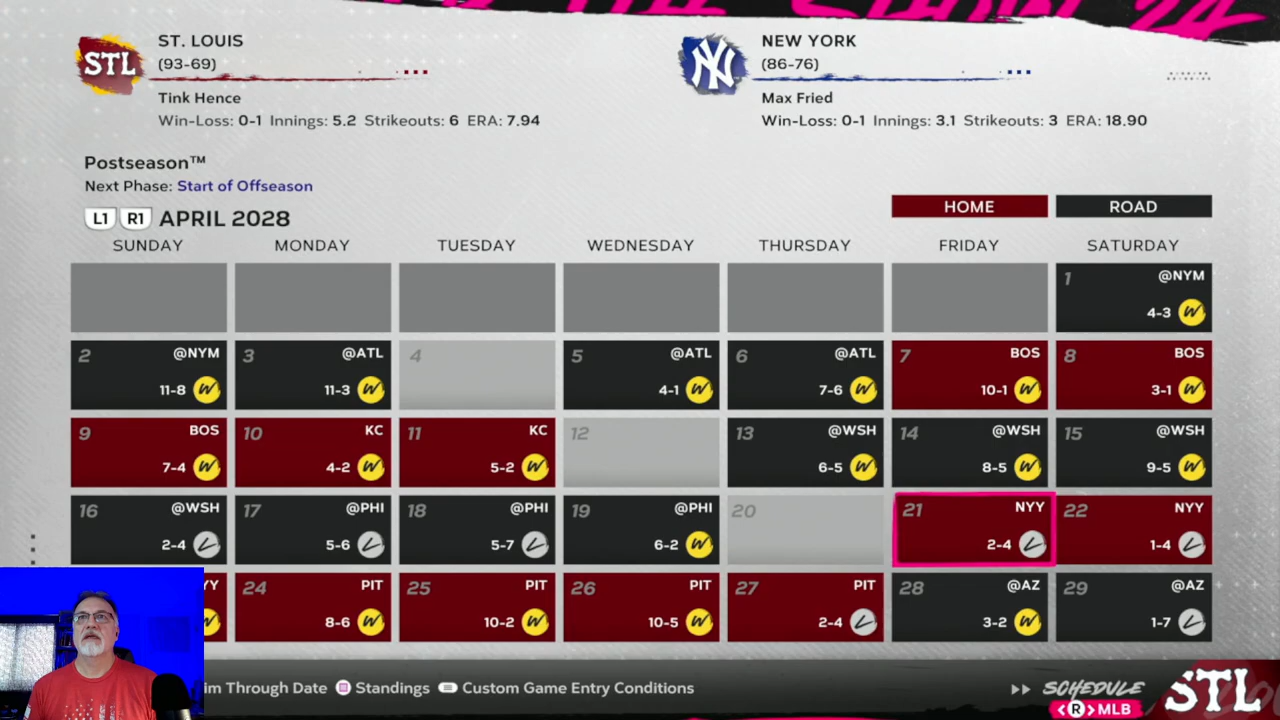 ST. LOUIS
(93-69)
STL
Tink Hence
Win-Loss: 0-1 Innings: 5.2 Strikeouts: 6 ERA: 7.94
NEW YORK
(86-76)
NY
Max Fried
Win-Loss: 0-1 Innings: 3.1 Strikeouts: 3 ERA: 18.90
Postseason™
Next Phase: Start of Offseason
L1 R1 APRIL 2028
HOME ROAD
SUNDAY MONDAY TUESDAY WEDNESDAY THURSDAY FRIDAY SATURDAY
1 @NYM
4-3 W
2 @NYM 3 @ATL 4 5 @ATL 6 @ATL 7 BOS 8 BOS
11-8 W 11-3 W 4-1 W 7-6 W 10-1 W 3-1 W
9 BOS 10 KC 11 KC 12 13 @WSH 14 @WSH 15 @WSH
7-4 W 4-2 W 5-2 W 6-5 W 8-5 W 9-5 W
16 @WSH 17 @PHI 18 @PHI 19 @PHI 20 21 NYY 22 NYY
2-4 L 5-6 L 5-7 L 6-2 W 2-4 L 1-4 L
YY 24 PIT 25 PIT 26 PIT 27 PIT 28 @AZ 29 @AZ
W 8-6 W 10-2 W 10-5 W 2-4 L 3-2 W 1-7 L
im Through Date Standings Custom Game Entry Conditions
SCHEDULE
R MLB
STL